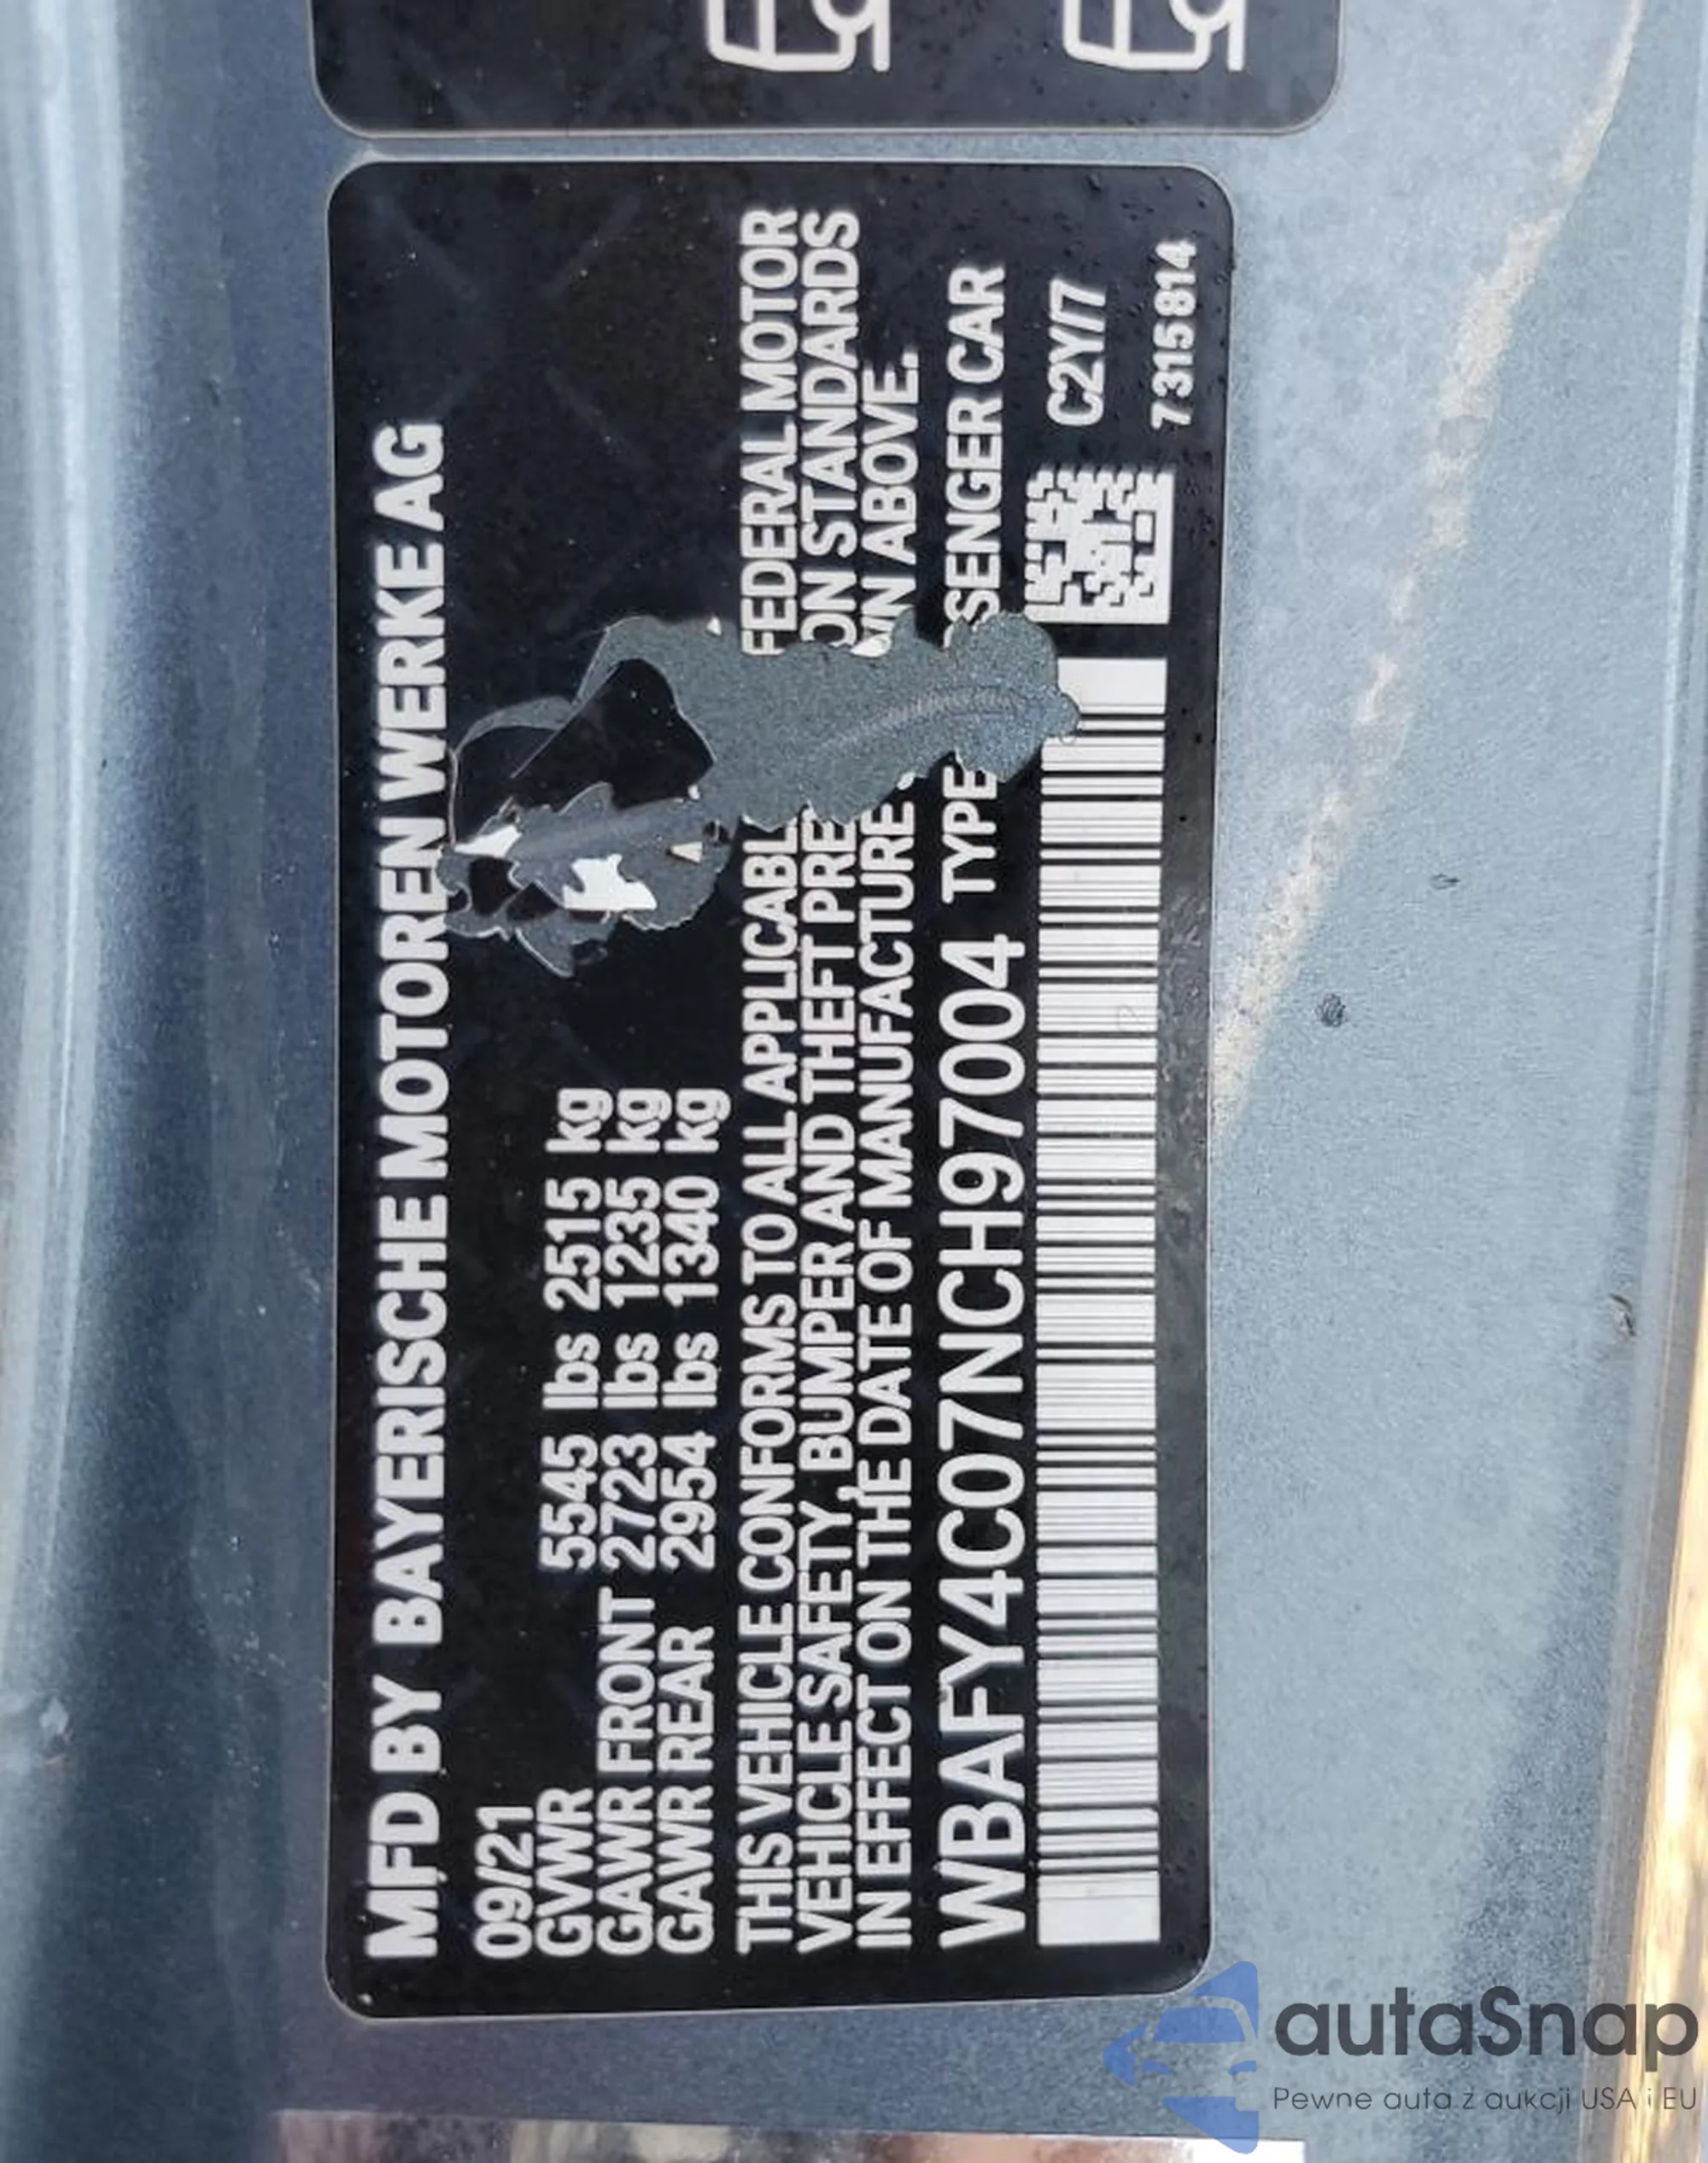 MFD BY BAYERISCHE MOTOREN WERKE AG
09/21
GVWR 5545 lbs 2515 kg
GAWR FRONT 2723 lbs 1235 kg
GAWR REAR 2954 lbs 1340 kg
THIS VEHICLE CONFORMS TO ALL APPLICABL FEDERAL MOTOR
VEHICLE SAFETY, BUMPER AND THEFT PRE ON STANDARDS
IN EFFECT ON THE DATE OF MANUFACTURE WN ABOVE.
WBAFY4C07NCH97004 TYPE SENGER CAR
C2Y/7
7315814
autaSnap
Pewne auta z aukcji USA i EU